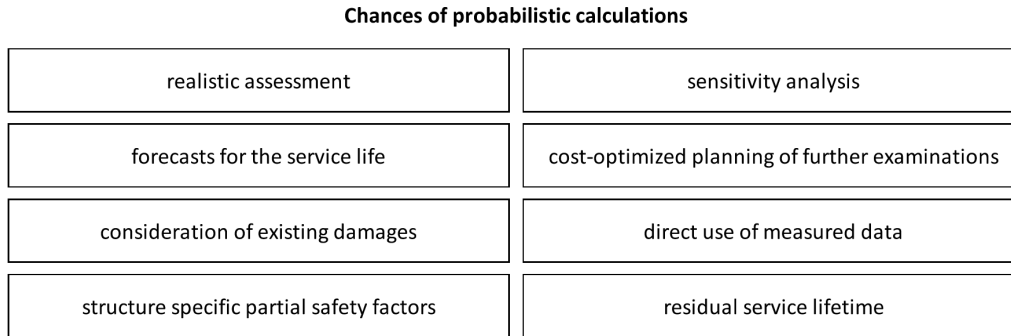 Chances of probabilistic calculations
realistic assessment
sensitivity analysis
forecasts for the service life
cost-optimized planning of further examinations
consideration of existing damages
direct use of measured data
structure specific partial safety factors
residual service lifetime